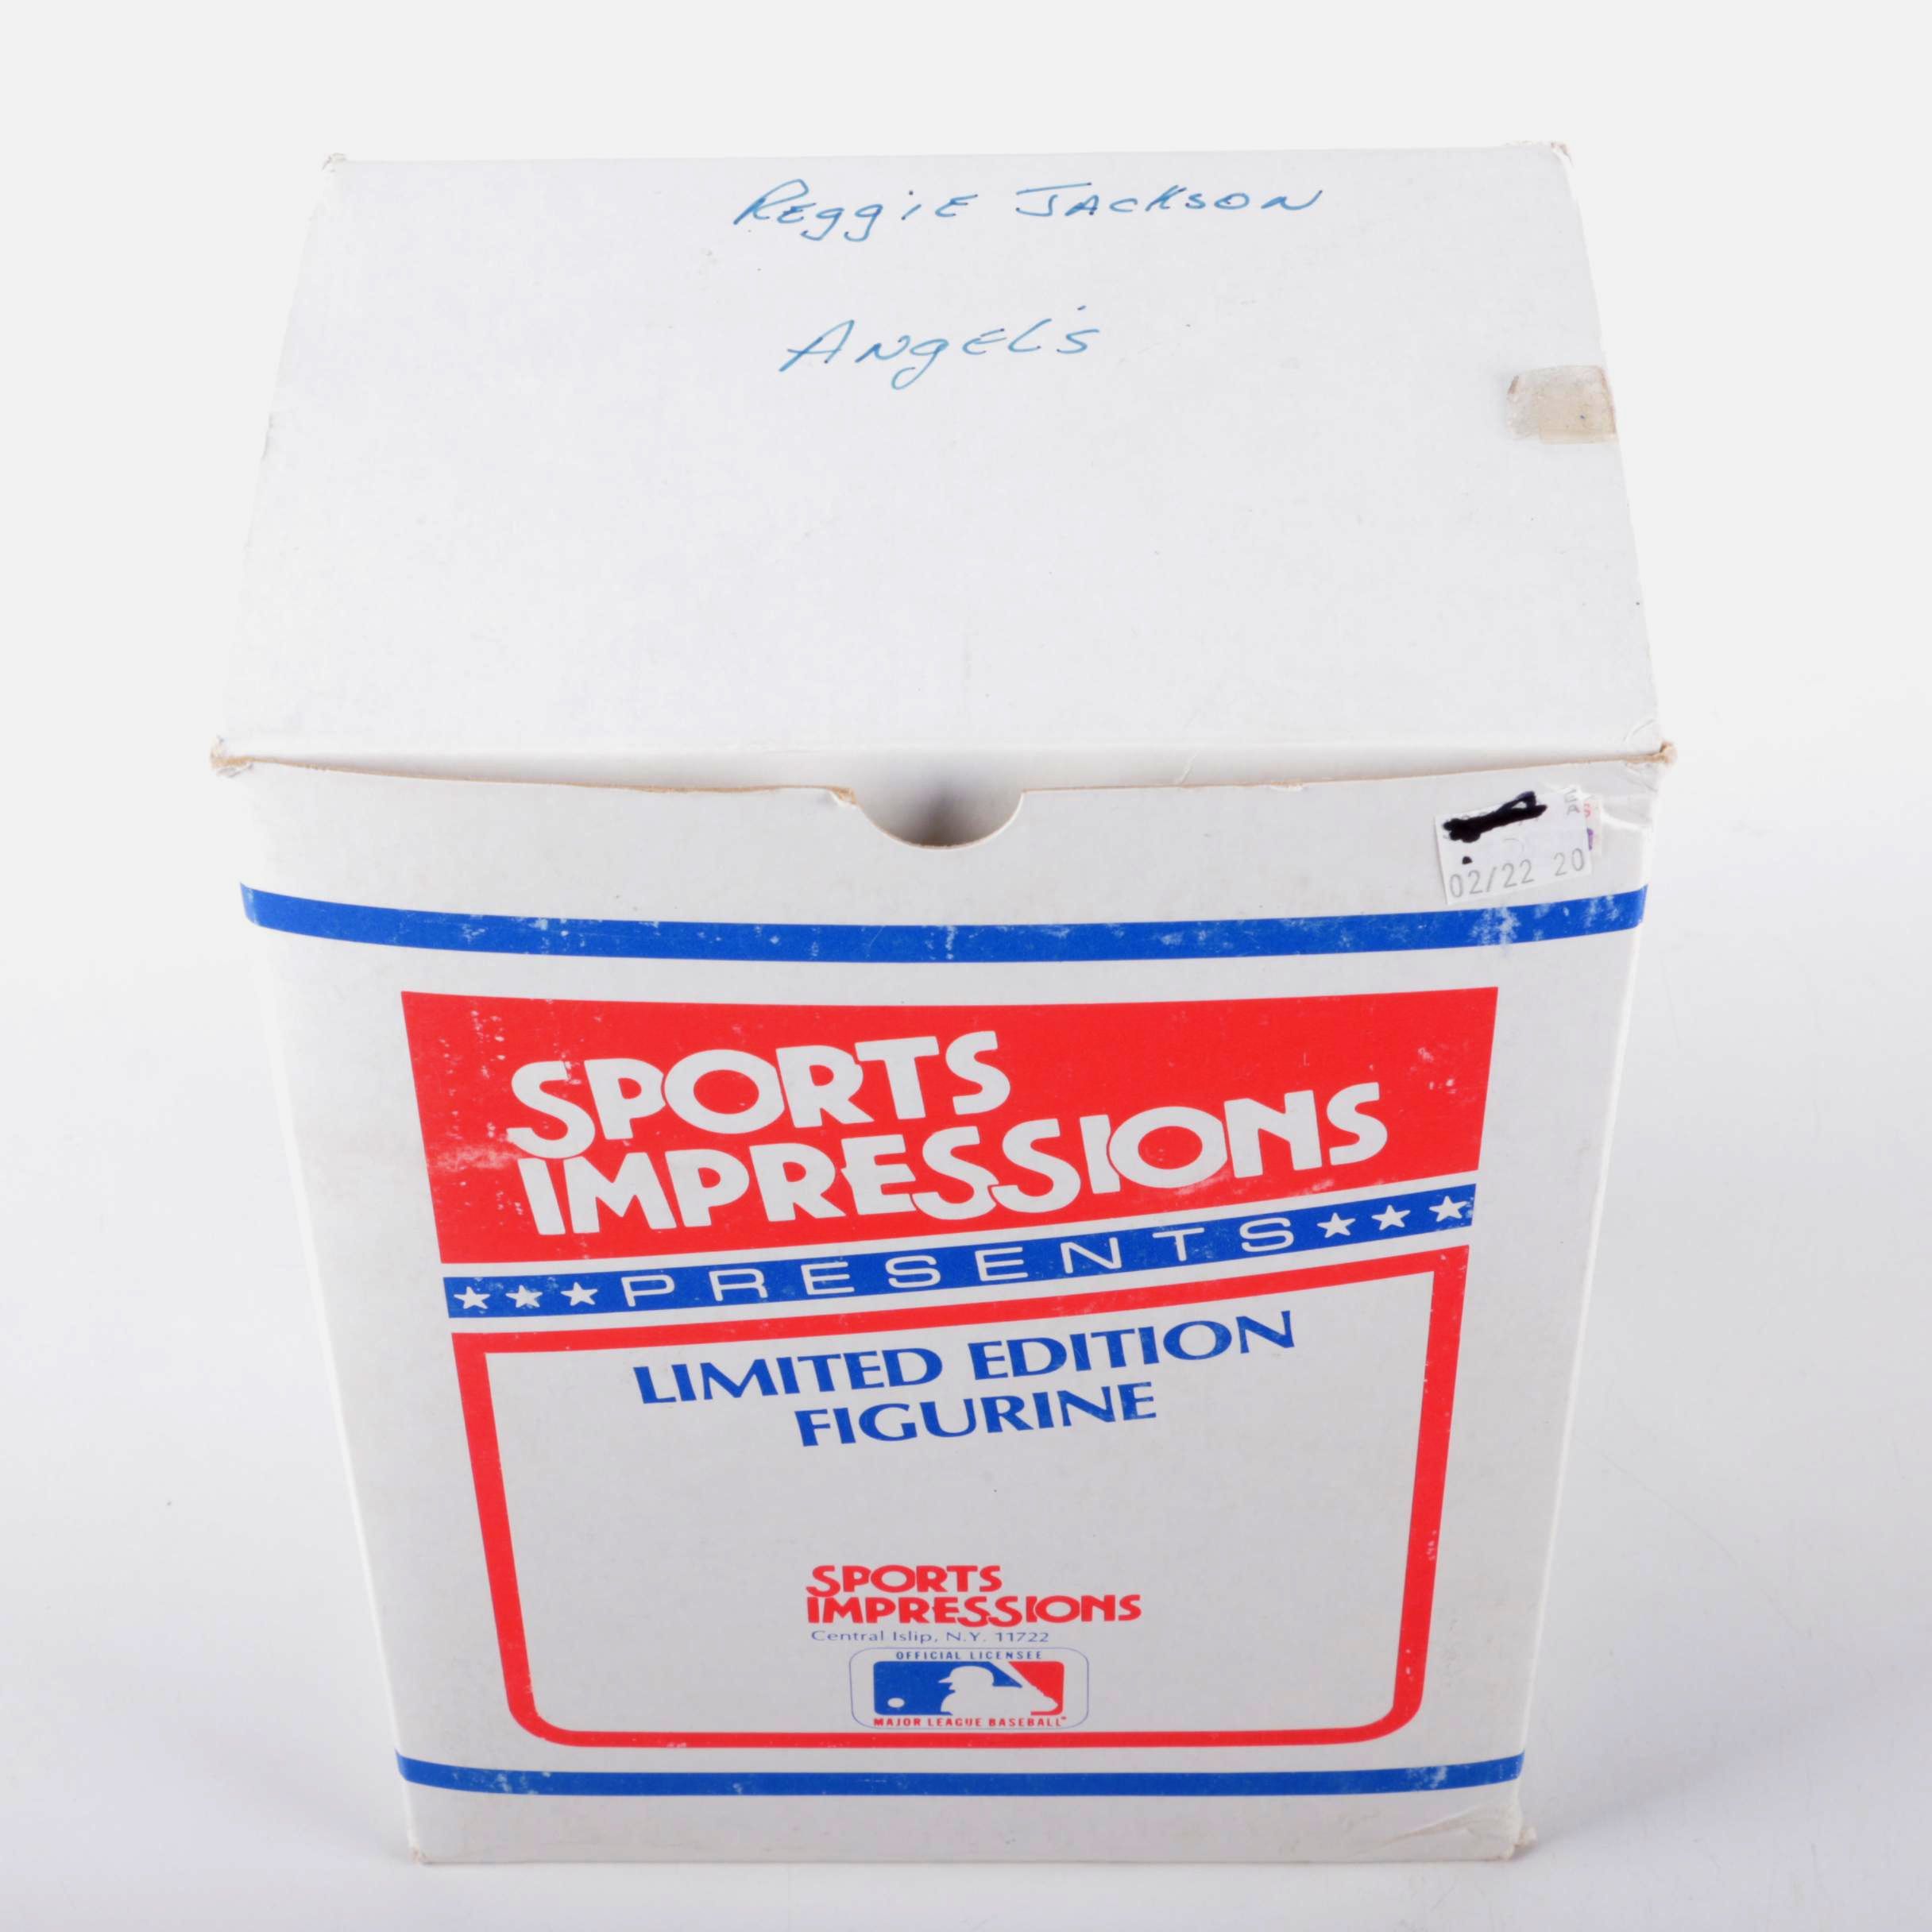 Reggie Jackson
Angel's
02/22 20
SPORTS
IMPRESSIONS
★★★PRESENTS★★★
LIMITED EDITION
FIGURINE
SPORTS
IMPRESSIONS
Central Islip, N.Y. 11722
OFFICIAL LICENSEE
MAJOR LEAGUE BASEBALL™